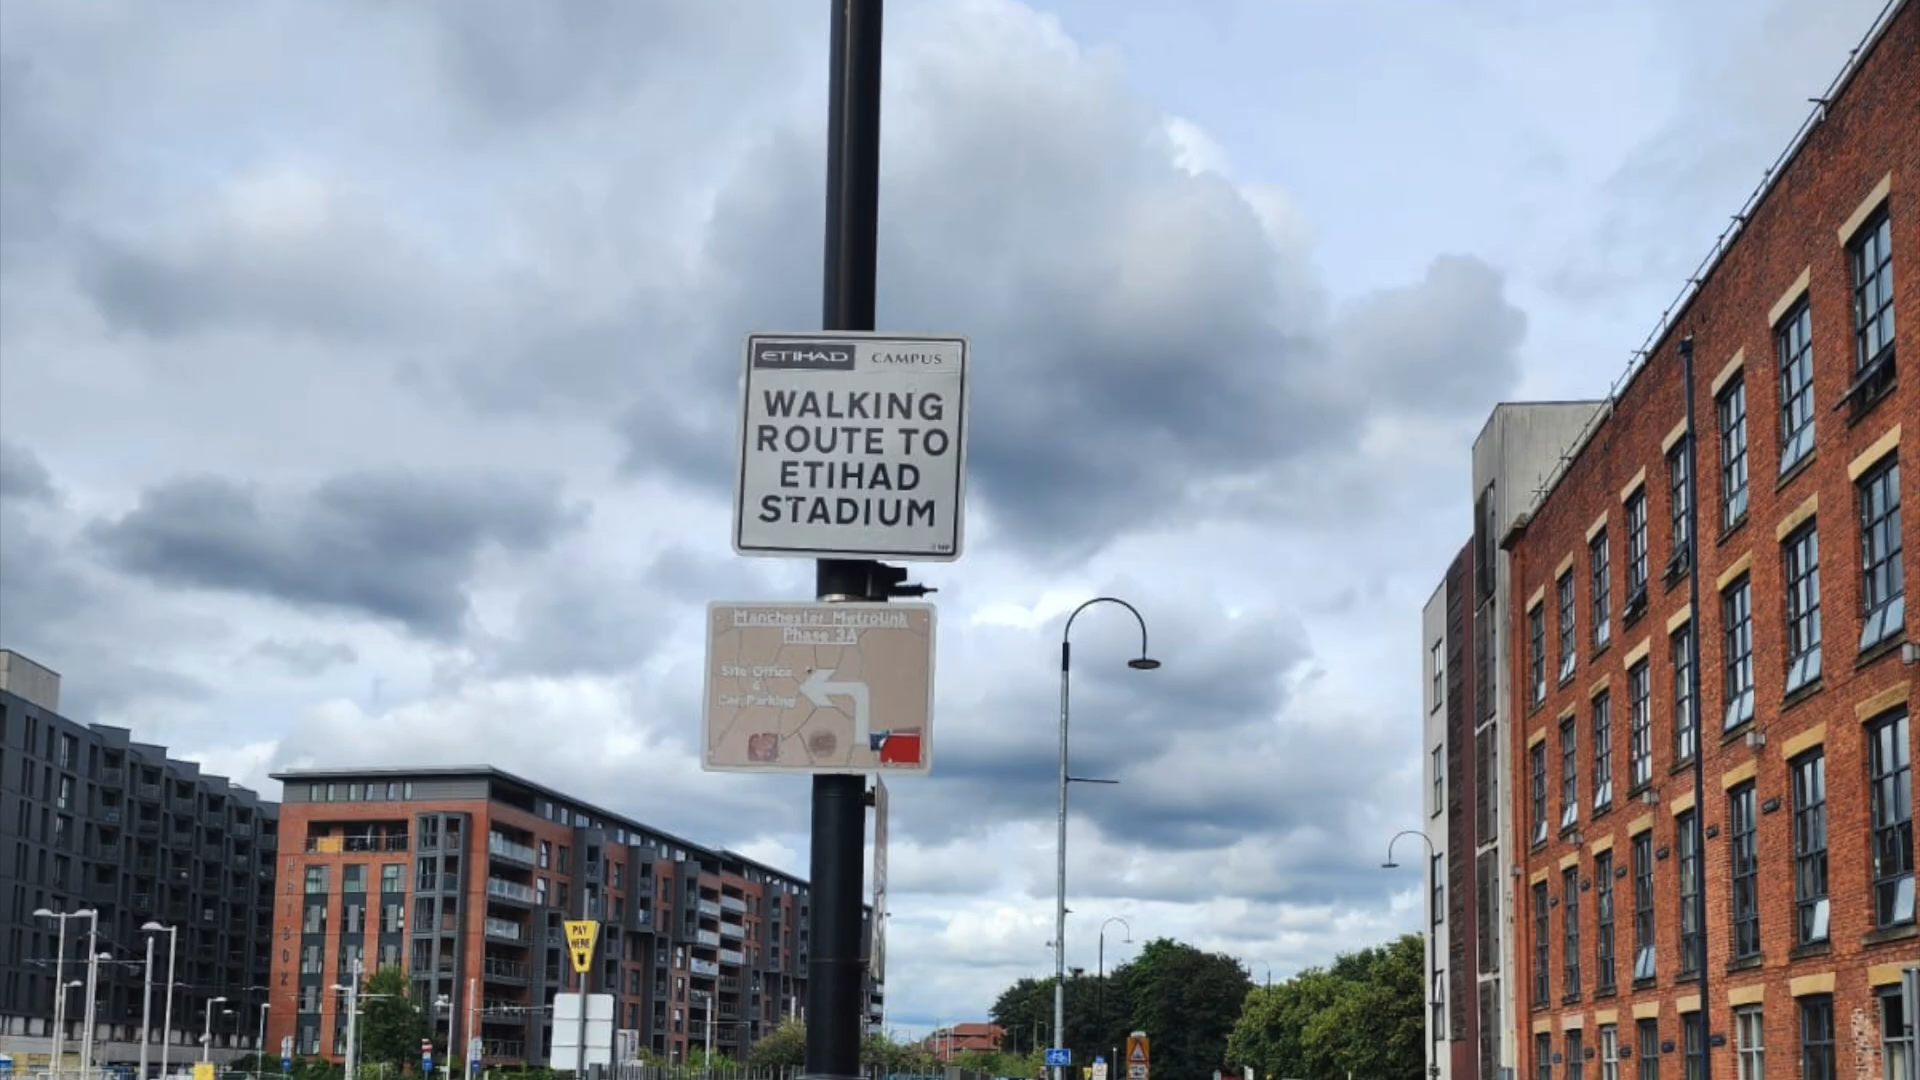 ETIHAD CAMPUS
WALKING
ROUTE TO
ETIHAD
STADIUM
Manchester Metrolink
Phase 3A
Site Office
&
Car Parking
PAY
HERE